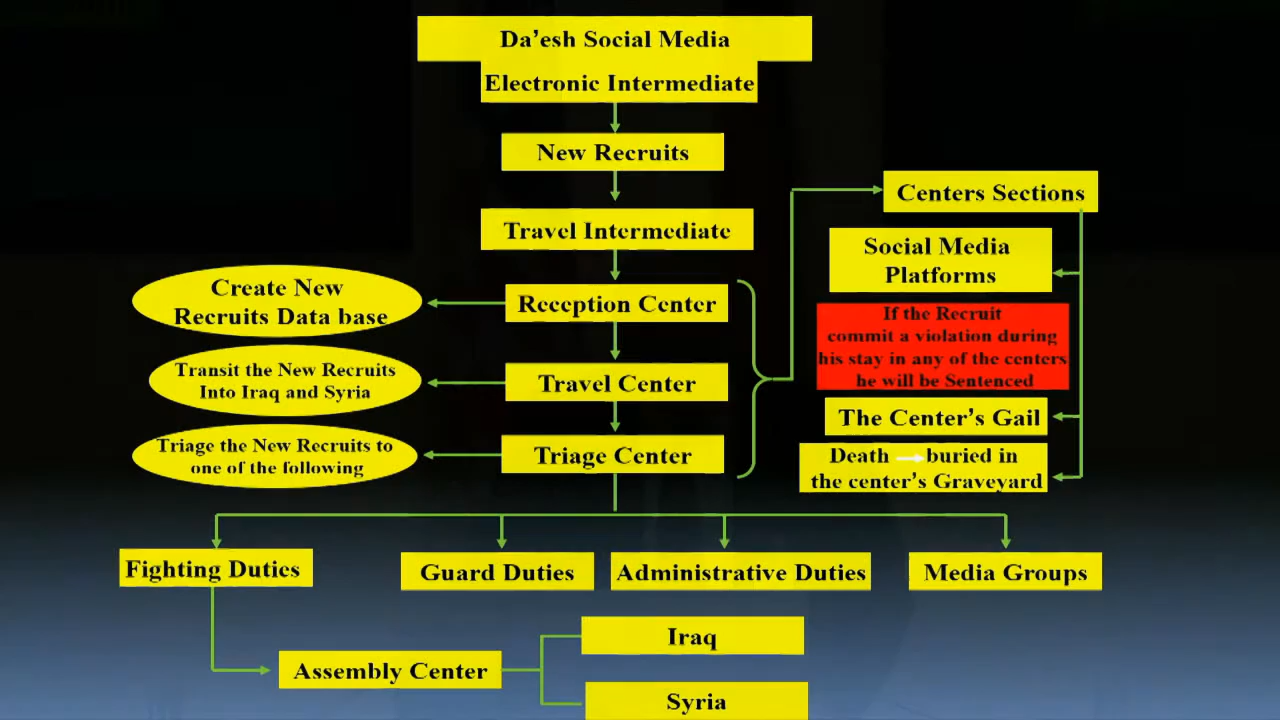 Da’esh Social Media
Electronic Intermediate
New Recruits
Travel Intermediate
Reception Center
Travel Center
Triage Center
Create New
Recruits Data base
Transit the New Recruits
Into Iraq and Syria
Triage the New Recruits to
one of the following
Centers Sections
Social Media
Platforms
If the Recruit
commit a violation during
his stay in any of the centers
he will be Sentenced
The Center’s Gail
Death buried in
the center’s Graveyard
Fighting Duties
Guard Duties
Administrative Duties
Media Groups
Assembly Center
Iraq
Syria